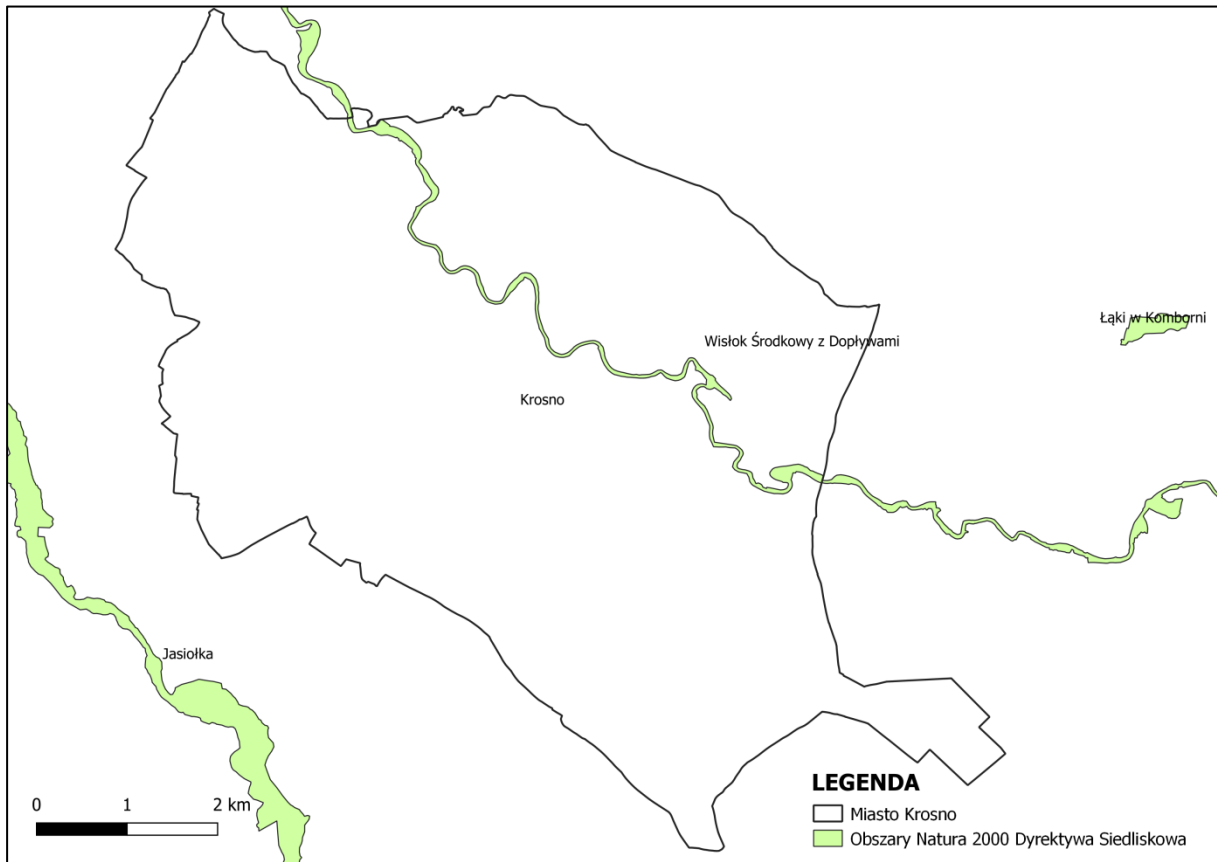 Łąki w Komborni
Wisłok Środkowy z Dopływami
Krosno
Jasiołka
LEGENDA
0 1 2 km
Miasto Krosno
Obszary Natura 2000 Dyrektywa Siedliskowa